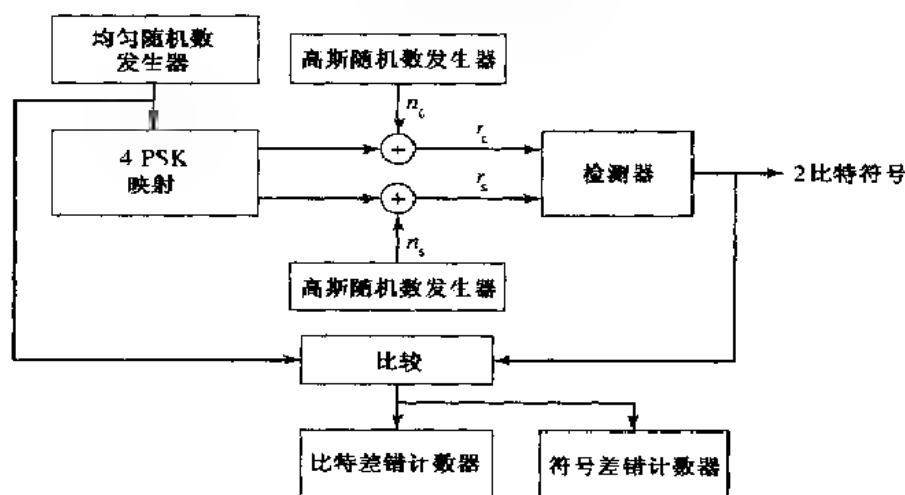 均匀随机数
发生器
高斯随机数发生器
n_c
4 PSK
映射
+
r_c
检测器
2比特符号
+
r_s
n_s
高斯随机数发生器
比较
比特差错计数器
符号差错计数器